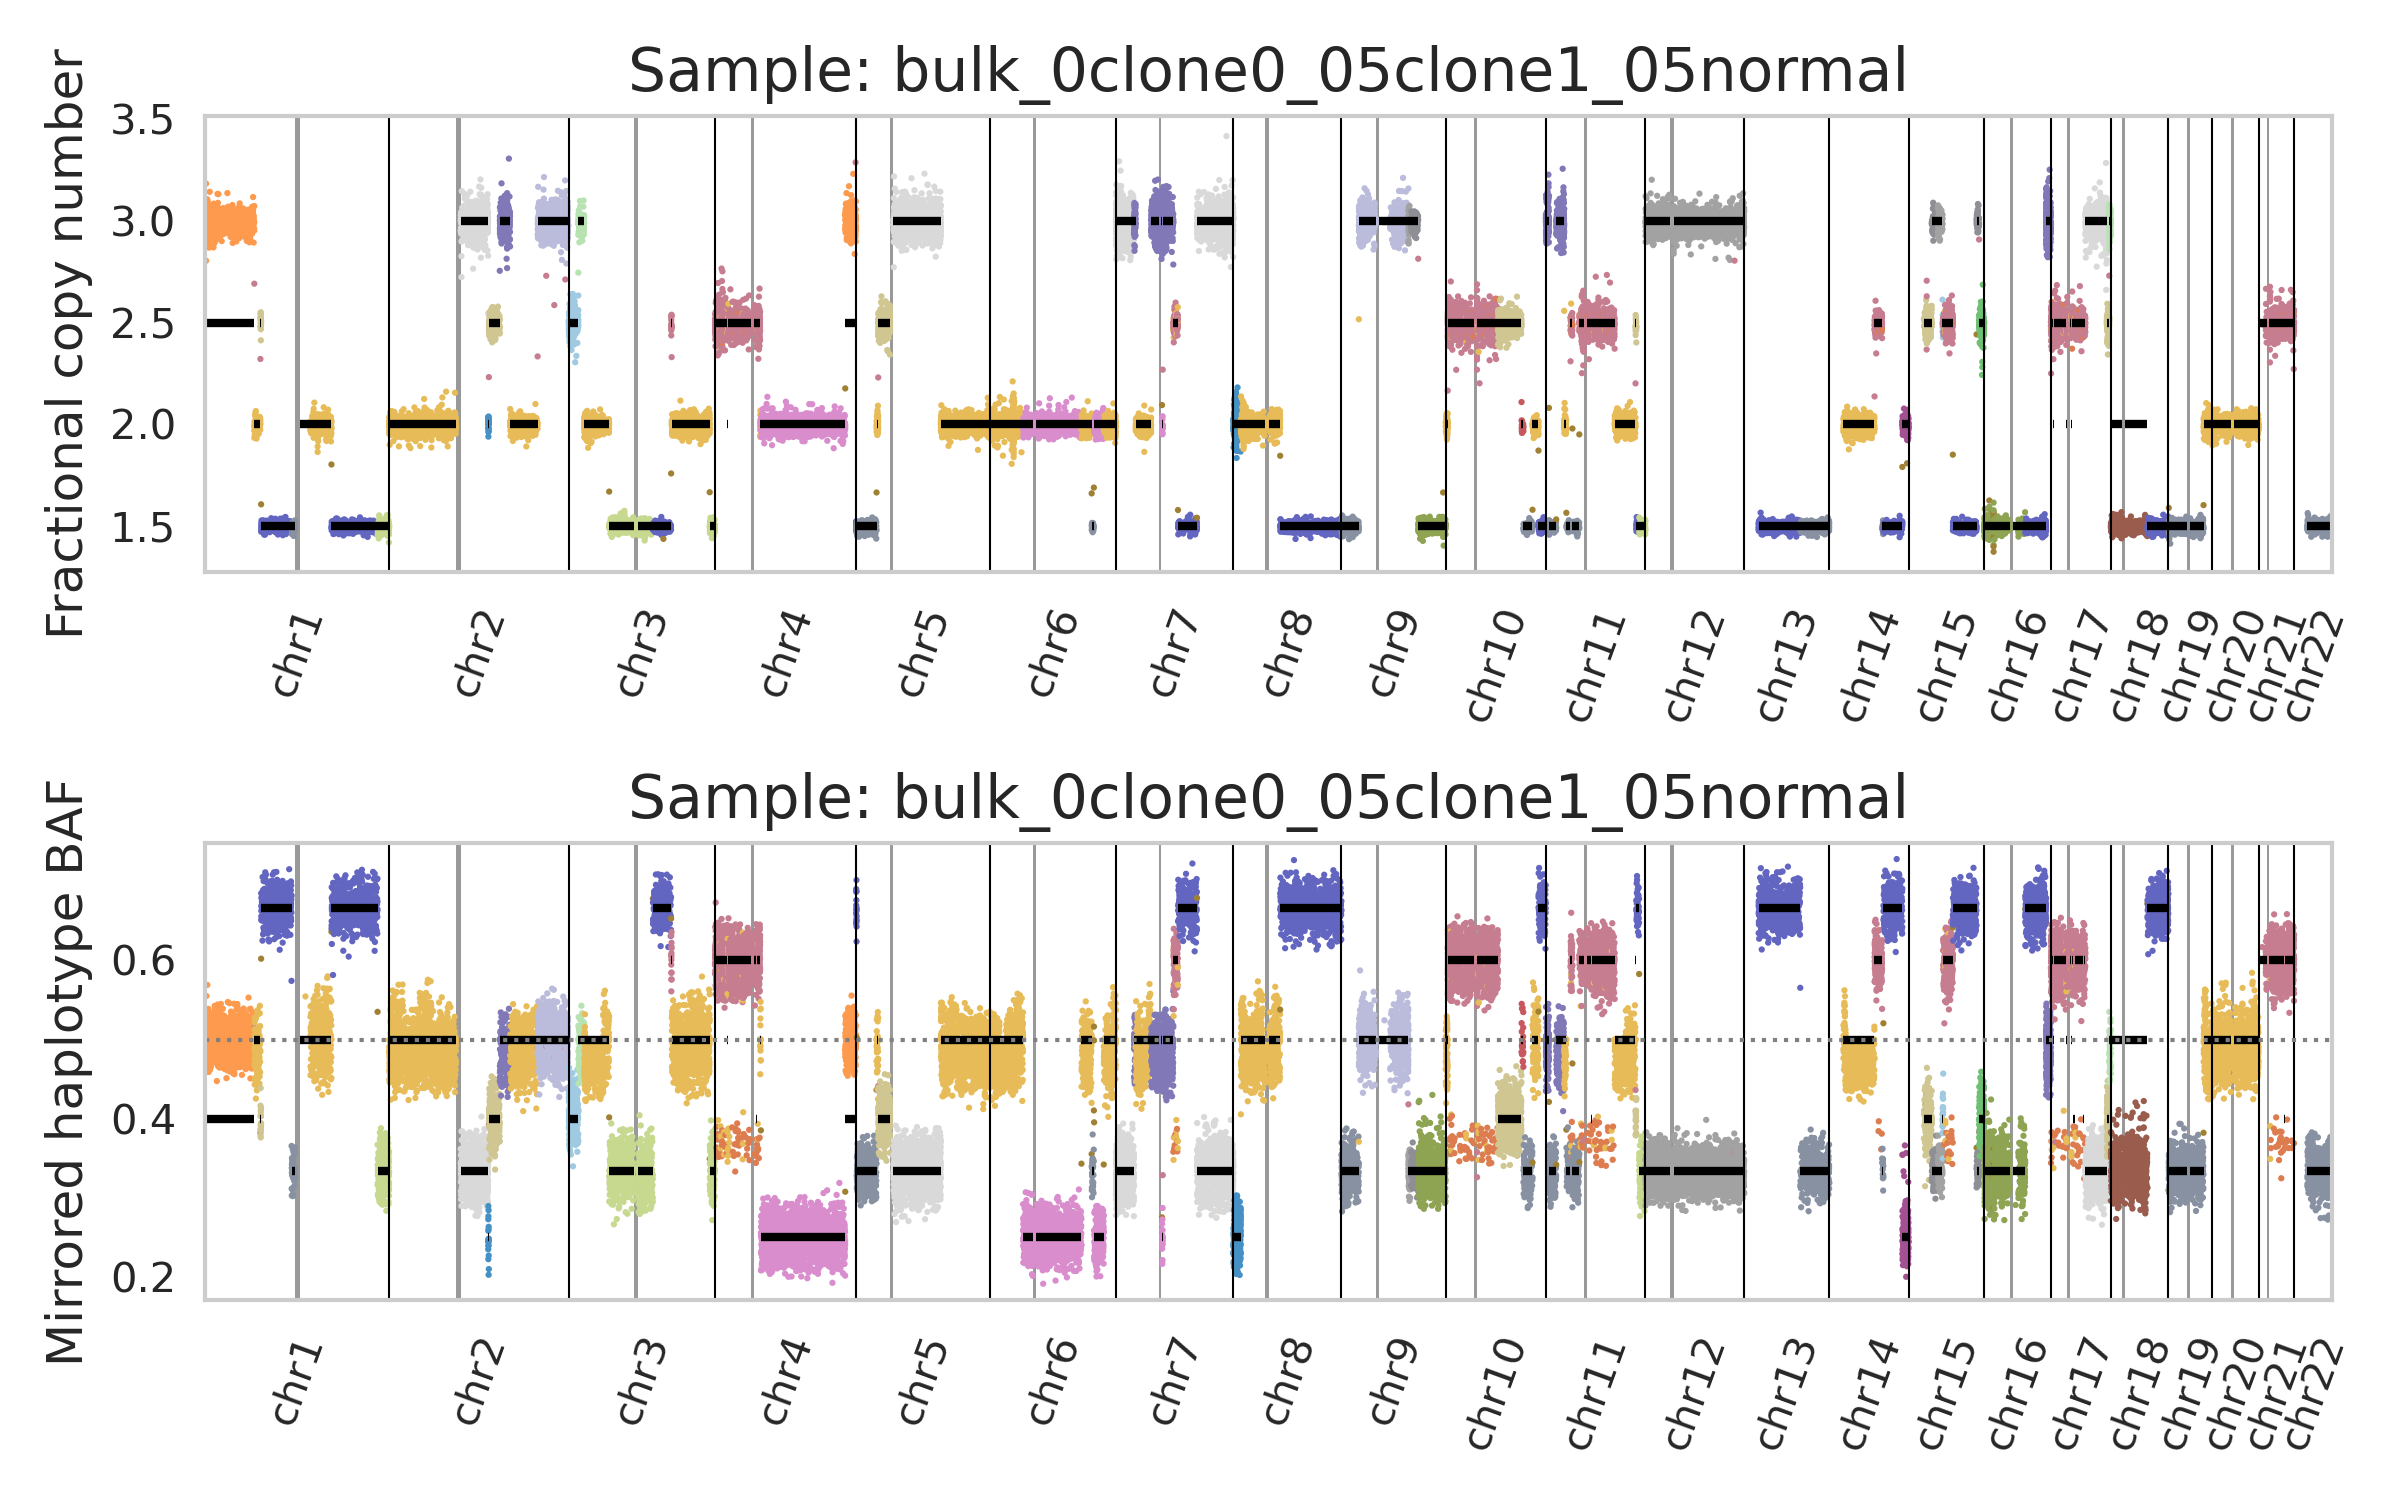 Sample: bulk_0clone0_05clone1_05normal
Fractional copy number
3.5
3.0
2.5
2.0
1.5
chr1 chr2 chr3 chr4 chr5 chr6 chr7 chr8 chr9 chr10 chr11 chr12 chr13 chr14 chr15 chr16 chr17 chr18 chr19 chr20 chr21 chr22
Sample: bulk_0clone0_05clone1_05normal
Mirrored haplotype BAF
0.6
0.4
0.2
chr1 chr2 chr3 chr4 chr5 chr6 chr7 chr8 chr9 chr10 chr11 chr12 chr13 chr14 chr15 chr16 chr17 chr18 chr19 chr20 chr21 chr22